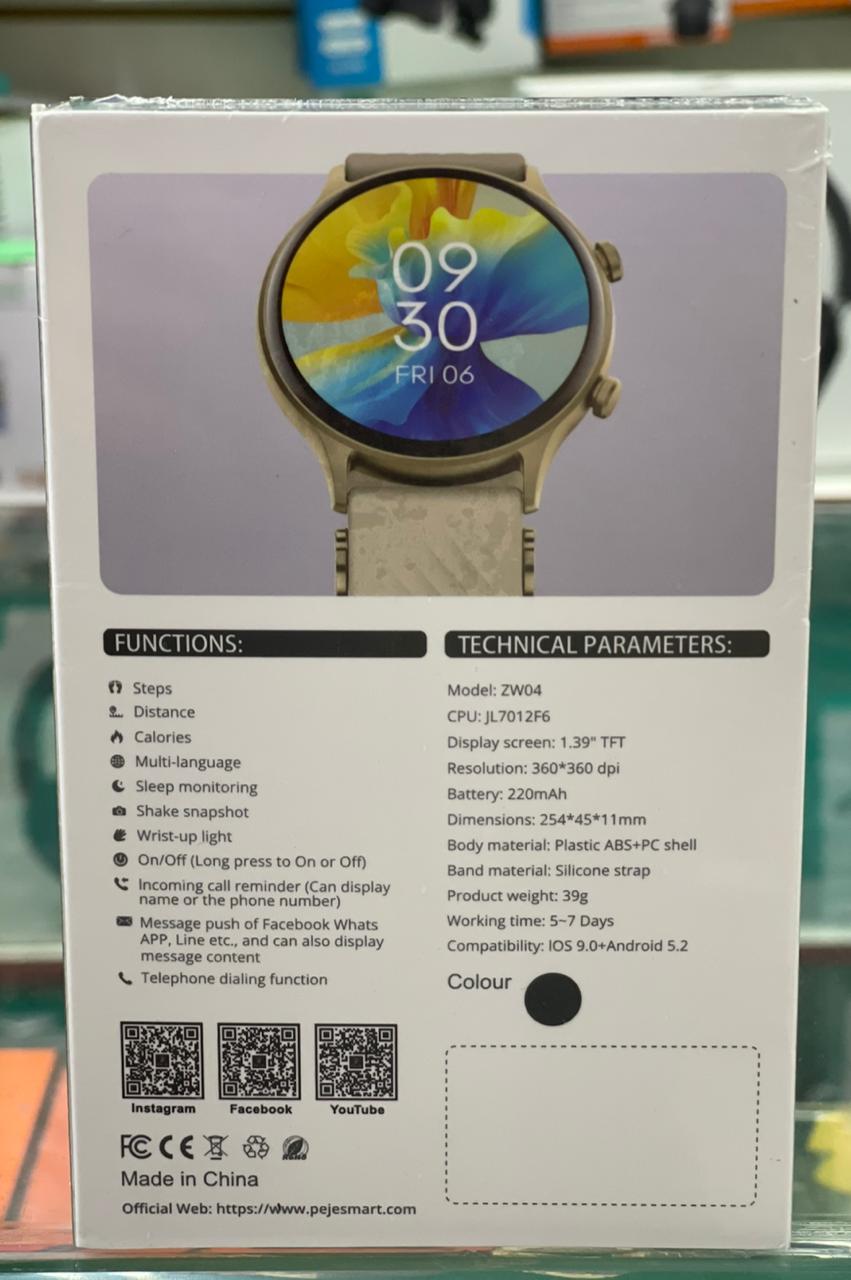 09
30
FRI 06
FUNCTIONS:
Steps
Distance
Calories
Multi-language
Sleep monitoring
Shake snapshot
Wrist-up light
On/Off (Long press to On or Off)
Incoming call reminder (Can display
name or the phone number)
Message push of Facebook Whats
APP, Line etc., and can also display
message content
Telephone dialing function
TECHNICAL PARAMETERS:
Model: ZW04
CPU: JL7012F6
Display screen: 1.39" TFT
Resolution: 360*360 dpi
Battery: 220mAh
Dimensions: 254*45*11mm
Body material: Plastic ABS+PC shell
Band material: Silicone strap
Product weight: 39g
Working time: 5~7 Days
Compatibility: IOS 9.0+Android 5.2
Colour
Instagram Facebook YouTube
FC CE RoHS
Made in China
Official Web: https://www.pejesmart.com